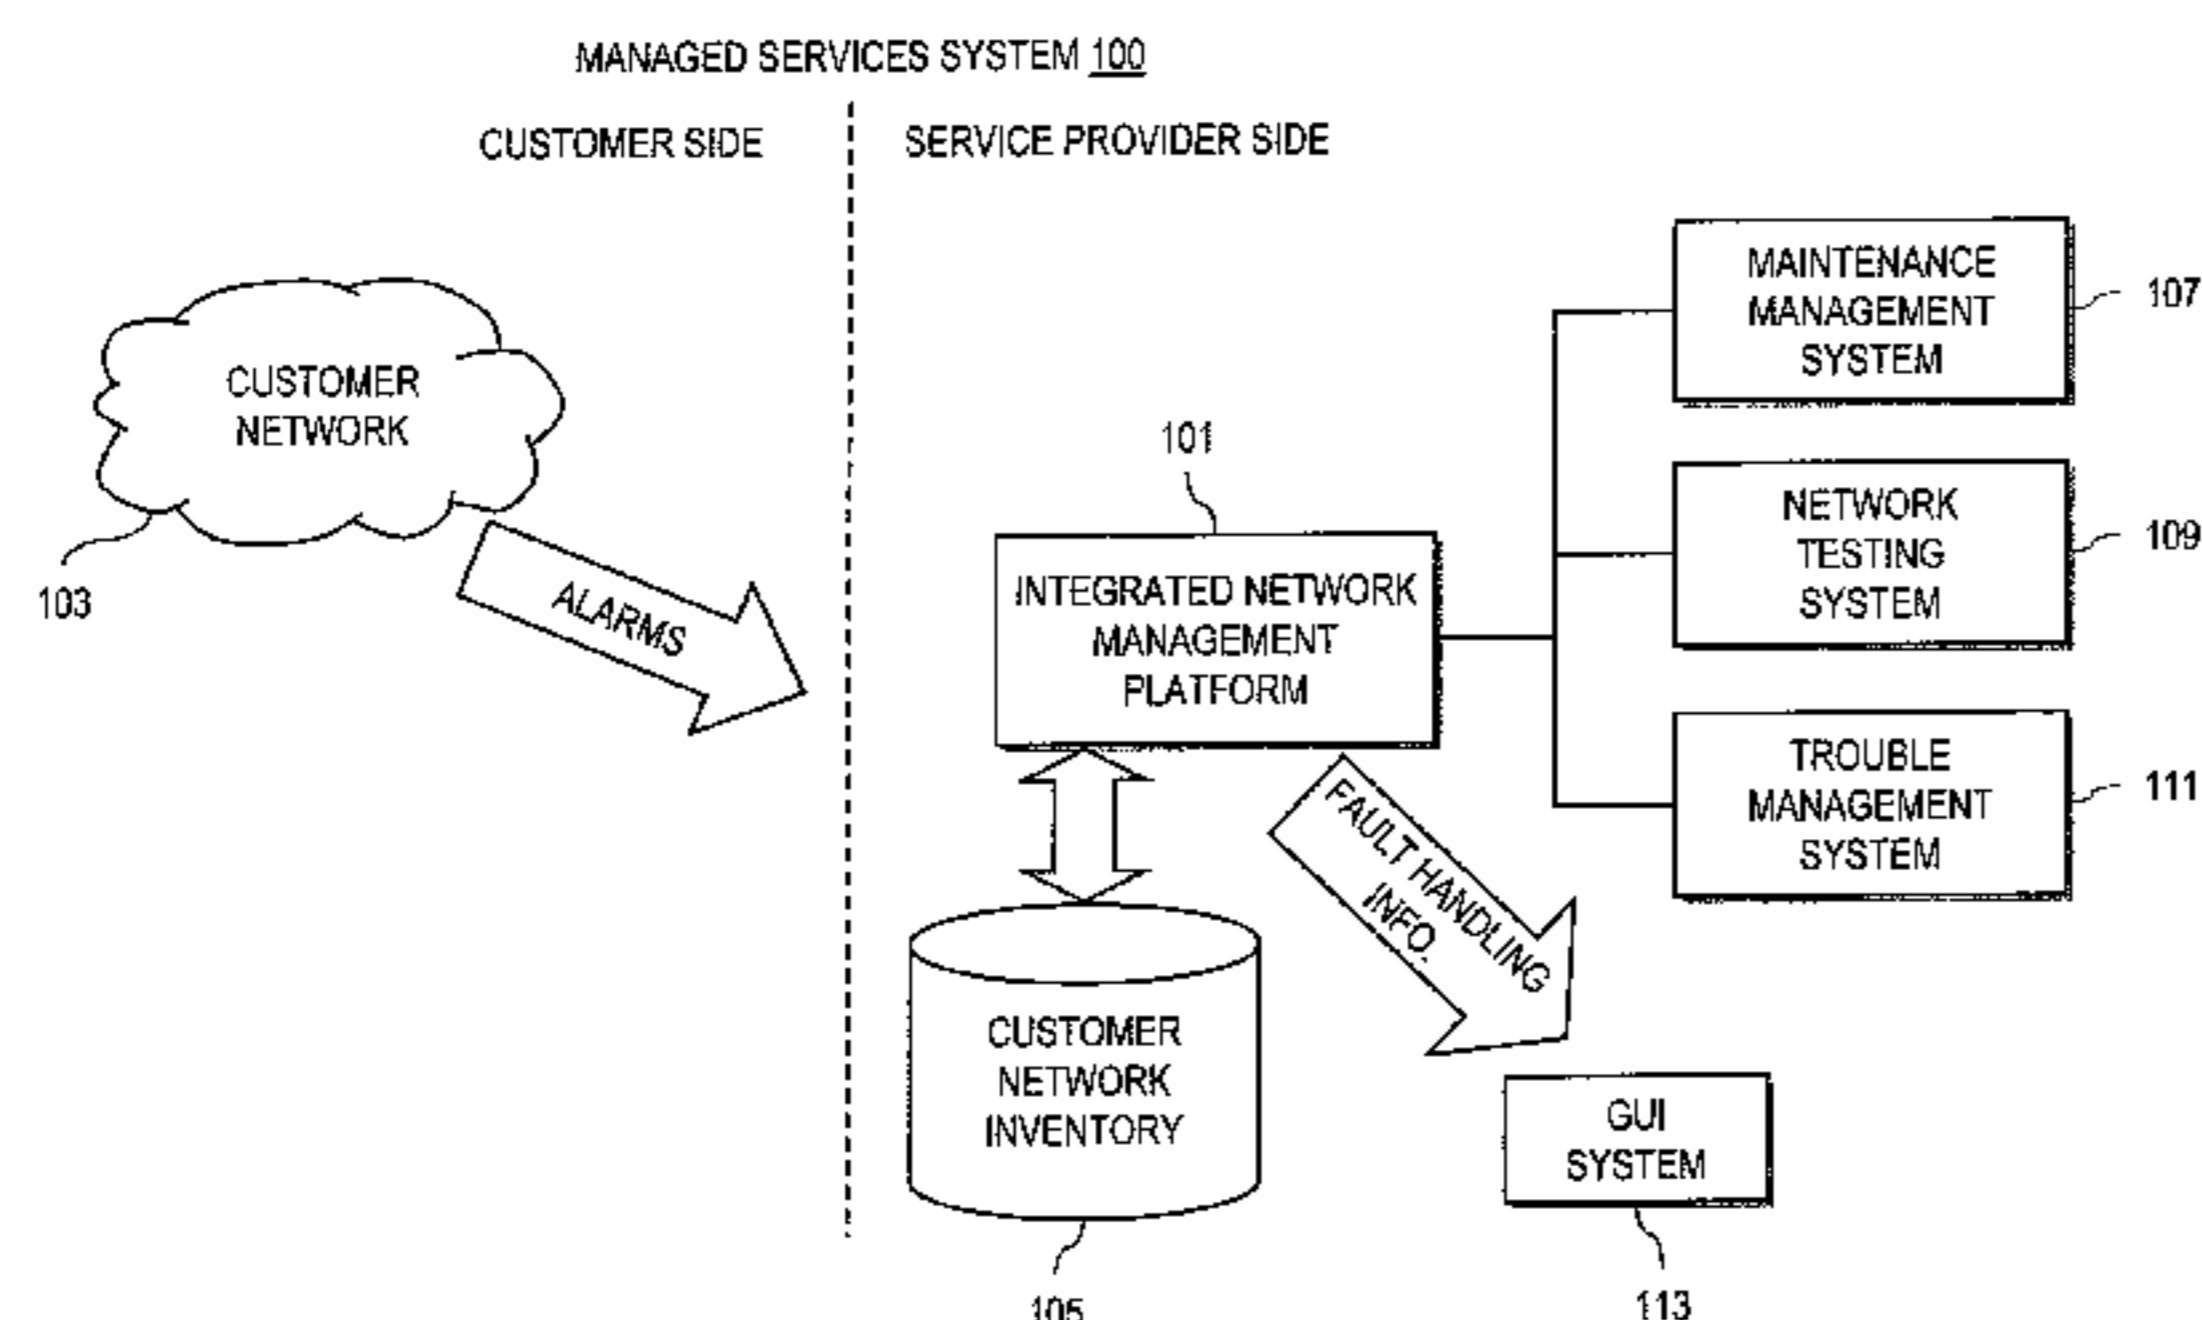 MANAGED SERVICES SYSTEM 100
CUSTOMER SIDE
SERVICE PROVIDER SIDE
CUSTOMER
NETWORK
103
ALARMS
101
INTEGRATED NETWORK
MANAGEMENT
PLATFORM
MAINTENANCE
MANAGEMENT
SYSTEM
107
NETWORK
TESTING
SYSTEM
109
TROUBLE
MANAGEMENT
SYSTEM
111
FAULT HANDLING
INFO.
CUSTOMER
NETWORK
INVENTORY
105
GUI
SYSTEM
113